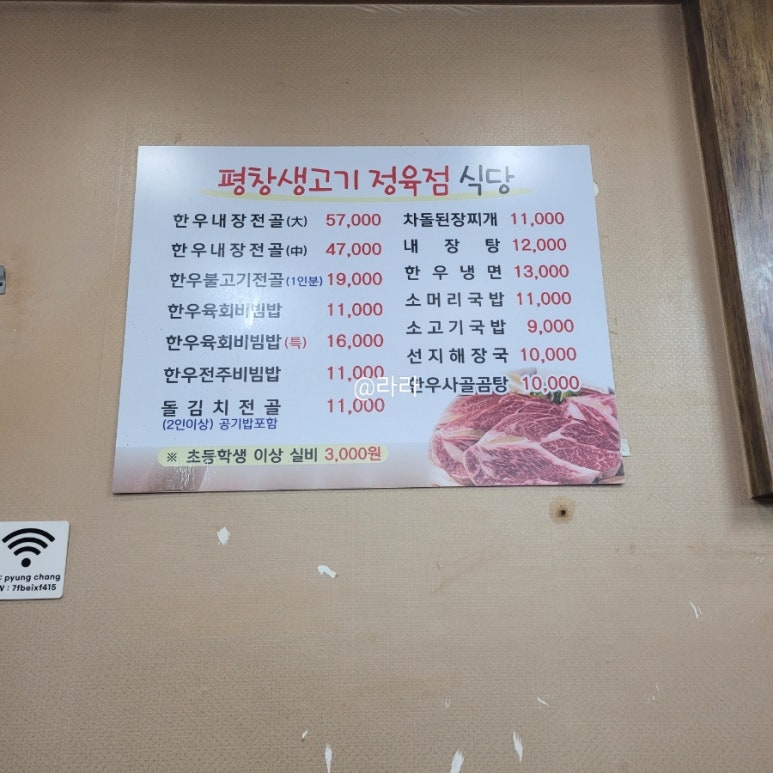 평창생고기 정육점 식당
한우내장전골(大) 57,000
한우내장전골(中) 47,000
한우불고기전골(1인분) 19,000
한우육회비빔밥 11,000
한우육회비빔밥(특) 16,000
한우전주비빔밥 11,000
돌김치전골 11,000
(2인이상) 공기밥포함
※ 초등학생 이상 실비 3,000원
차돌된장찌개 11,000
내장탕 12,000
한우냉면 13,000
소머리국밥 11,000
소고기국밥 9,000
선지해장국 10,000
한우사골곰탕 10,000
@라라
: pyung chang
W : 7fbeixf415